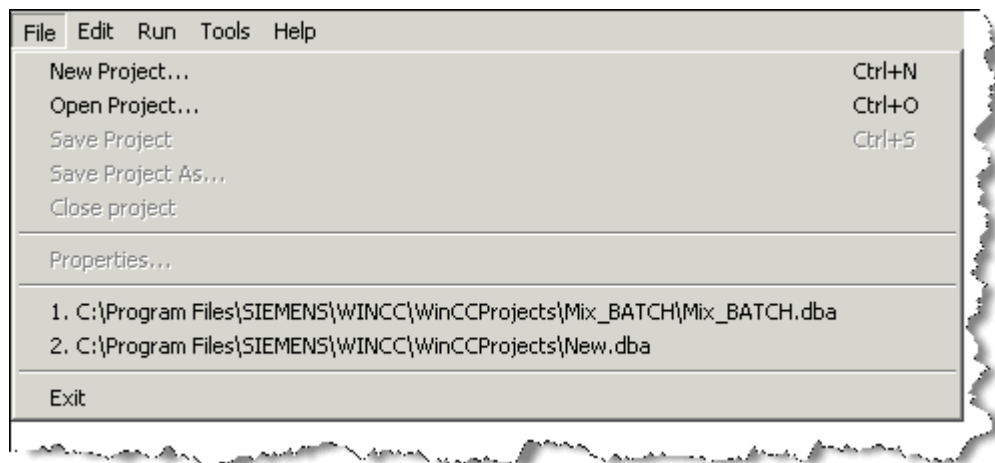 File Edit Run Tools Help
New Project... Ctrl+N
Open Project... Ctrl+O
Save Project Ctrl+S
Save Project As...
Close project
Properties...
1. C:\Program Files\SIEMENS\WINCC\WinCCProjects\Mix_BATCH\Mix_BATCH.dba
2. C:\Program Files\SIEMENS\WINCC\WinCCProjects\New.dba
Exit